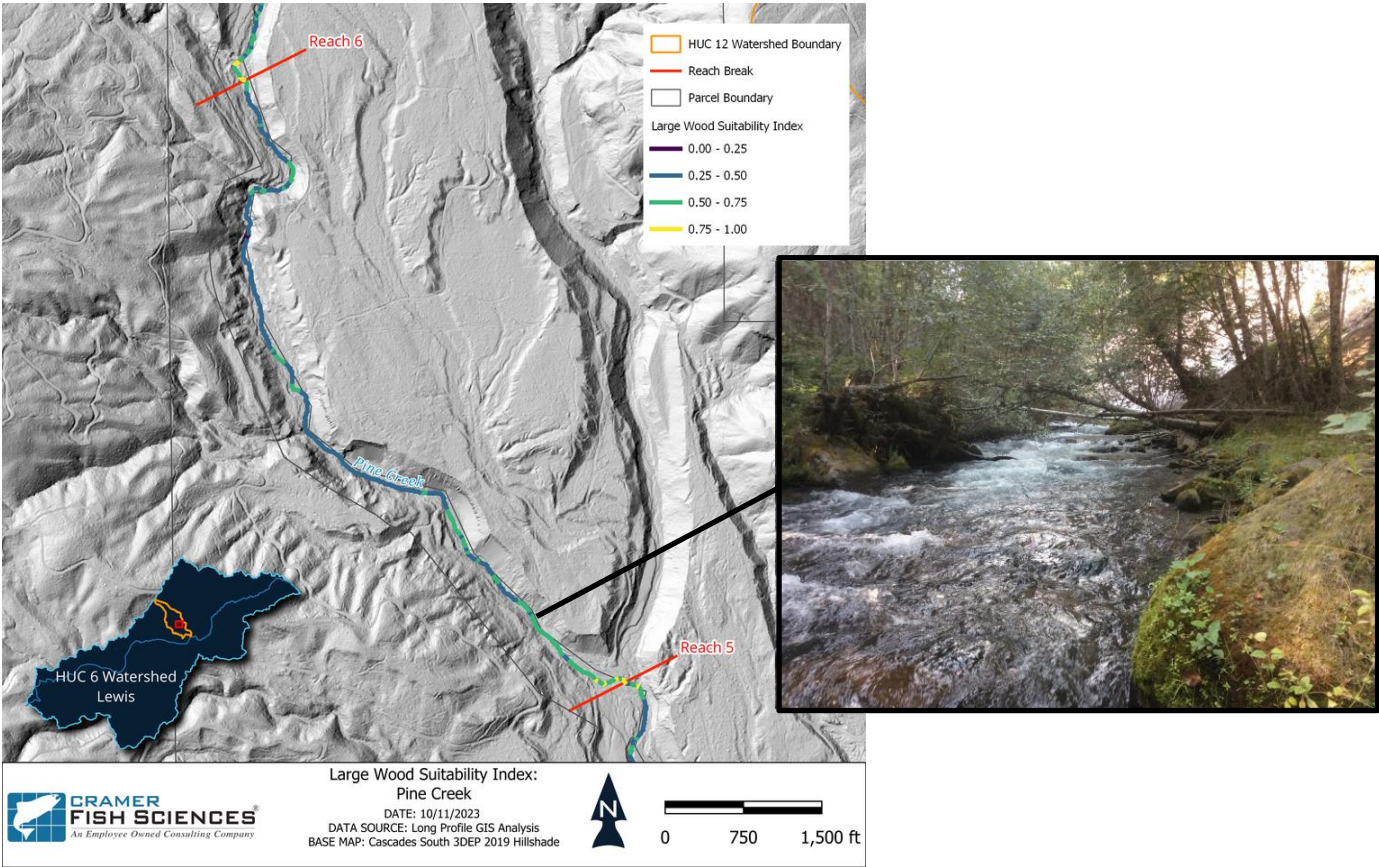 Reach 6
HUC 12 Watershed Boundary
Reach Break
Parcel Boundary
Large Wood Suitability Index
0.00 - 0.25
0.25 - 0.50
0.50 - 0.75
0.75 - 1.00
Pine Creek
Reach 5
HUC 6 Watershed
Lewis
CRAMER
FISH SCIENCES®
An Employee Owned Consulting Company
Large Wood Suitability Index:
Pine Creek
DATE: 10/11/2023
DATA SOURCE: Long Profile GIS Analysis
BASE MAP: Cascades South 3DEP 2019 Hillshade
N
0 750 1,500 ft